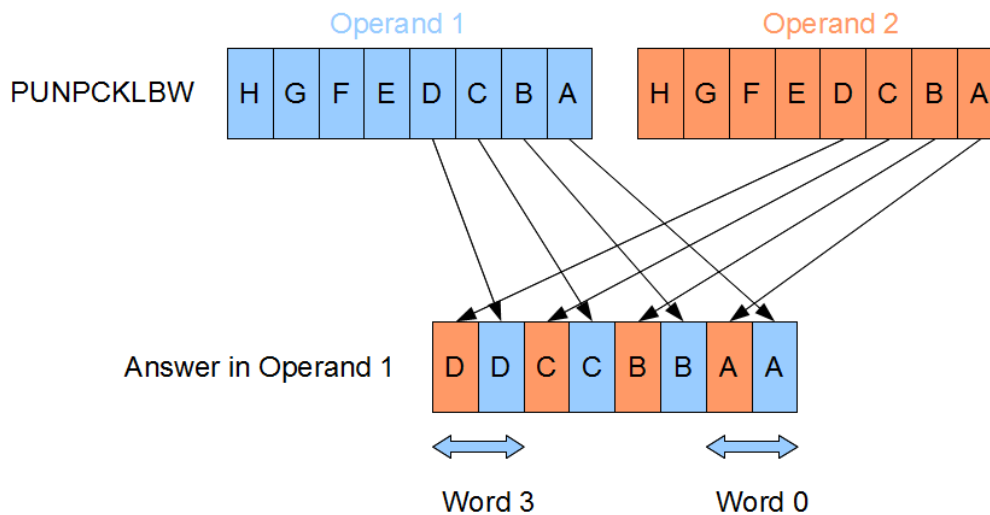 Operand 1 Operand 2
PUNPCKLBW H G F E D C B A H G F E D C B A
Answer in Operand 1 D D C C B B A A
Word 3 Word 0